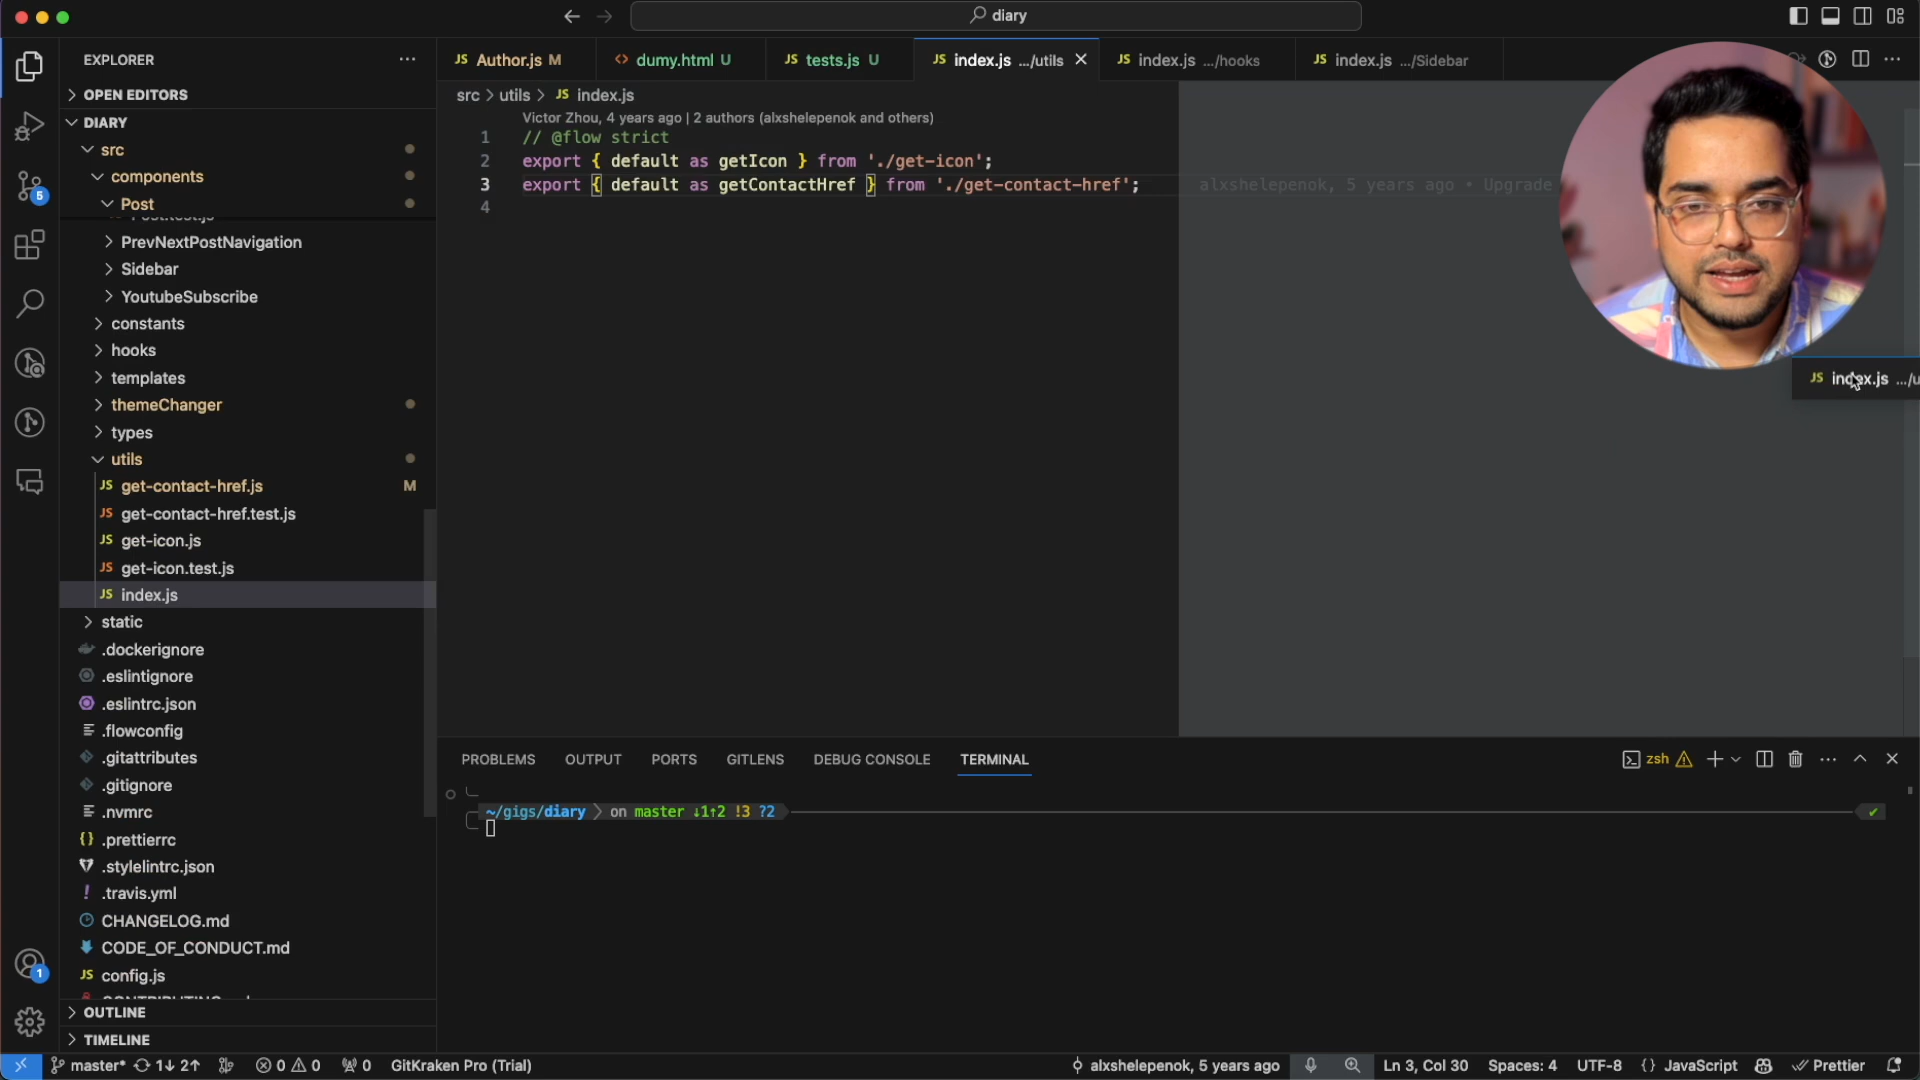 diary
EXPLORER
OPEN EDITORS
DIARY
src
components
Post
Post.test.js
PrevNextPostNavigation
Sidebar
YoutubeSubscribe
constants
hooks
templates
themeChanger
types
utils
JS get-contact-href.js M
JS get-contact-href.test.js
JS get-icon.js
JS get-icon.test.js
JS index.js
static
.dockerignore
.eslintignore
.eslintrc.json
.flowconfig
.gitattributes
.gitignore
.nvmrc
{} .prettierrc
.stylelintrc.json
! .travis.yml
CHANGELOG.md
CODE_OF_CONDUCT.md
JS config.js
OUTLINE
TIMELINE
JS Author.js M
<> dumy.html U
JS tests.js U
JS index.js .../utils
JS index.js .../hooks
JS index.js .../Sidebar
src > utils > JS index.js
Victor Zhou, 4 years ago | 2 authors (alxshelepenok and others)
1 // @flow strict
2 export { default as getIcon } from './get-icon';
3 export { default as getContactHref } from './get-contact-href'; alxshelepenok, 5 years ago • Upgrade
4
JS index.js .../u
PROBLEMS OUTPUT PORTS GITLENS DEBUG CONSOLE TERMINAL
zsh
~/gigs/diary > on master ↓1↑2 !3 ?2 ✔
5
1
master* 1↓ 2↑ 0 0 0 GitKraken Pro (Trial) alxshelepenok, 5 years ago Ln 3, Col 30 Spaces: 4 UTF-8 {} JavaScript Prettier